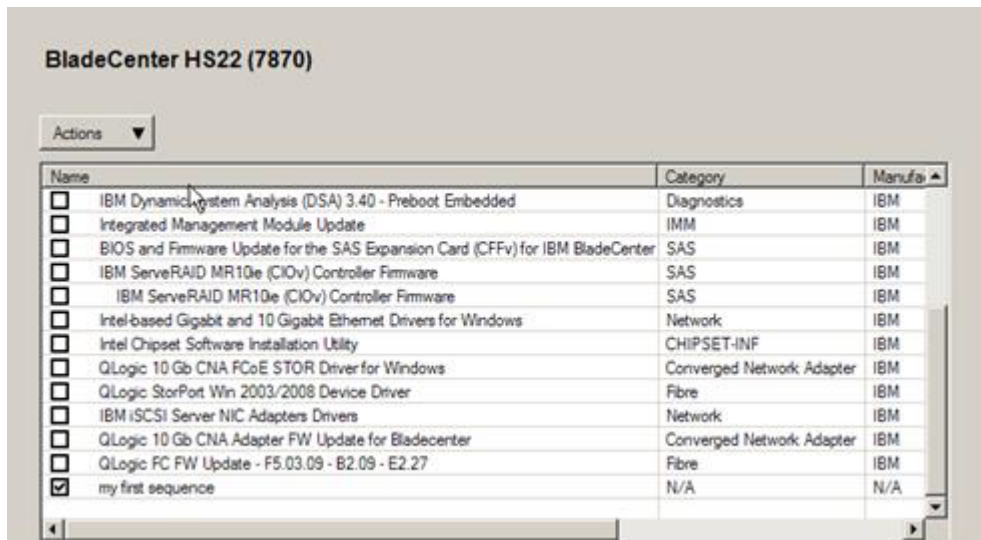 BladeCenter HS22 (7870)
Actions
Name Category Manufa
IBM Dynamic System Analysis (DSA) 3.40 - Preboot Embedded Diagnostics IBM
Integrated Management Module Update IMM IBM
BIOS and Firmware Update for the SAS Expansion Card (CFFv) for IBM BladeCenter SAS IBM
IBM ServeRAID MR10ie (CIOv) Controller Firmware SAS IBM
IBM ServeRAID MR10ie (CIOv) Controller Firmware SAS IBM
Intel-based Gigabit and 10 Gigabit Ethernet Drivers for Windows Network IBM
Intel Chipset Software Installation Utility CHIPSET-INF IBM
QLogic 10 Gb CNA FCoE STOR Driver for Windows Converged Network Adapter IBM
QLogic StorPort Win 2003/2008 Device Driver Fibre IBM
IBM iSCSI Server NIC Adapters Drivers Network IBM
QLogic 10 Gb CNA Adapter FW Update for Bladecenter Converged Network Adapter IBM
QLogic FC FW Update - F5.03.09 - B2.09 - E2.27 Fibre IBM
my first sequence N/A N/A